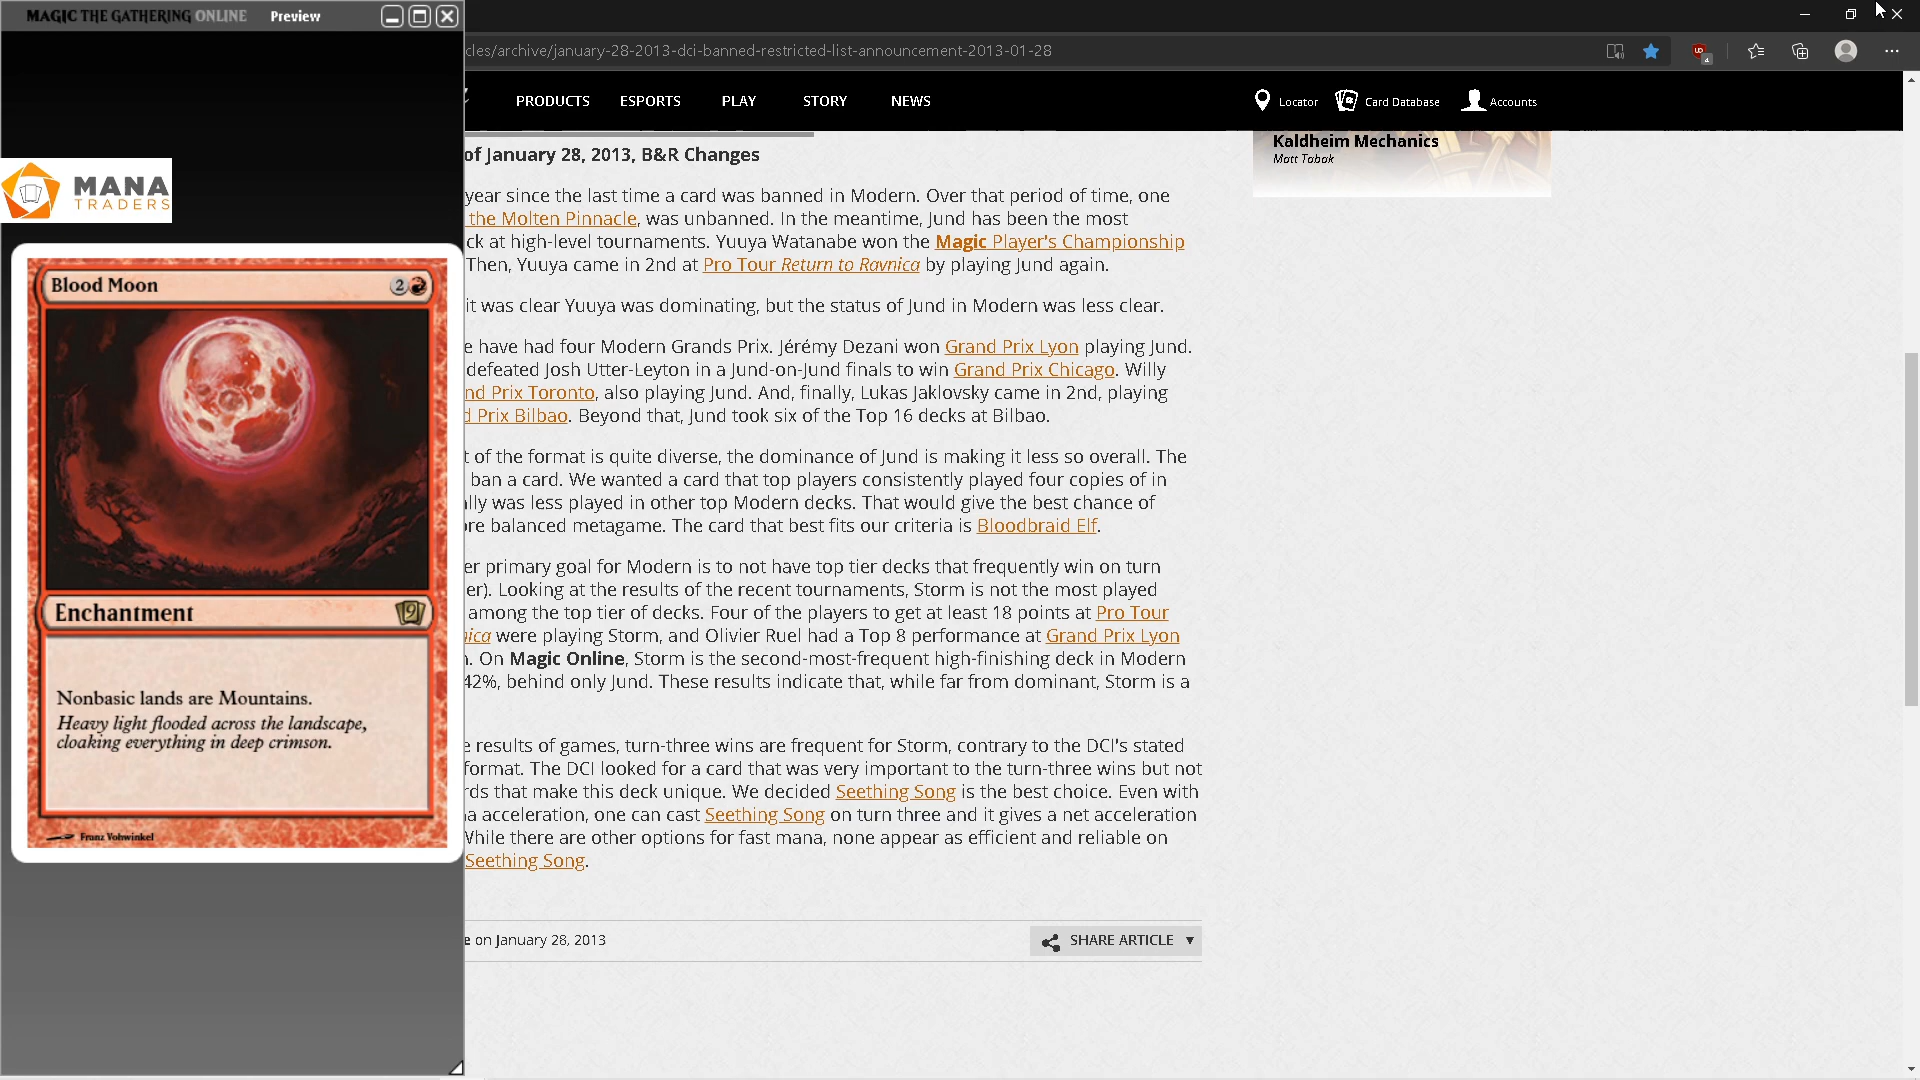 MAGIC THE GATHERING ONLINE Preview
cles/archive/january-28-2013-dci-banned-restricted-list-announcement-2013-01-28
PRODUCTS ESPORTS PLAY STORY NEWS Locator Card Database Accounts
MANA
TRADERS
Blood Moon 2
Enchantment 9
Nonbasic lands are Mountains.
Heavy light flooded across the landscape,
cloaking everything in deep crimson.
Franz Vohwinkel
of January 28, 2013, B&R Changes
year since the last time a card was banned in Modern. Over that period of time, one
the Molten Pinnacle, was unbanned. In the meantime, Jund has been the most
ck at high-level tournaments. Yuuya Watanabe won the Magic Player's Championship
Then, Yuuya came in 2nd at Pro Tour Return to Ravnica by playing Jund again.
it was clear Yuuya was dominating, but the status of Jund in Modern was less clear.
e have had four Modern Grands Prix. Jérémy Dezani won Grand Prix Lyon playing Jund.
defeated Josh Utter-Leyton in a Jund-on-Jund finals to win Grand Prix Chicago. Willy
nd Prix Toronto, also playing Jund. And, finally, Lukas Jaklovsky came in 2nd, playing
d Prix Bilbao. Beyond that, Jund took six of the Top 16 decks at Bilbao.
t of the format is quite diverse, the dominance of Jund is making it less so overall. The
ban a card. We wanted a card that top players consistently played four copies of in
lly was less played in other top Modern decks. That would give the best chance of
re balanced metagame. The card that best fits our criteria is Bloodbraid Elf.
er primary goal for Modern is to not have top tier decks that frequently win on turn
er). Looking at the results of the recent tournaments, Storm is not the most played
among the top tier of decks. Four of the players to get at least 18 points at Pro Tour
nica were playing Storm, and Olivier Ruel had a Top 8 performance at Grand Prix Lyon
. On Magic Online, Storm is the second-most-frequent high-finishing deck in Modern
42%, behind only Jund. These results indicate that, while far from dominant, Storm is a
e results of games, turn-three wins are frequent for Storm, contrary to the DCI's stated
format. The DCI looked for a card that was very important to the turn-three wins but not
rds that make this deck unique. We decided Seething Song is the best choice. Even with
a acceleration, one can cast Seething Song on turn three and it gives a net acceleration
While there are other options for fast mana, none appear as efficient and reliable on
Seething Song.
e on January 28, 2013 SHARE ARTICLE
Kaldheim Mechanics
Matt Tabak